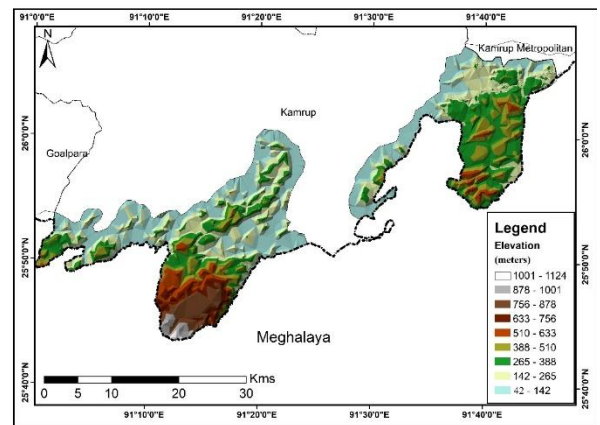 91°0'0"E 91°10'0"E 91°20'0"E 91°30'0"E 91°40'0"E
N
Kamrup Metropolitan
Kamrup
Goalpara
26°0'0"N 26°0'0"N
25°50'0"N 25°50'0"N
25°40'0"N 25°40'0"N
Meghalaya
Legend
Elevation
(meters)
1001 - 1124
878 - 1001
756 - 878
633 - 756
510 - 633
388 - 510
265 - 388
142 - 265
42 - 142
Kms
0 5 10 20 30
91°10'0"E 91°20'0"E 91°30'0"E 91°40'0"E